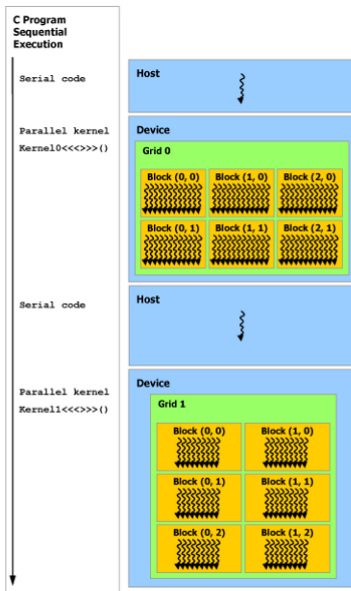 C Program
Sequential
Execution
Serial code
Host
Parallel kernel
Kernel0<<<>>>()
Device
Grid 0
Block (0, 0) Block (1, 0) Block (2, 0)
Block (0, 1) Block (1, 1) Block (2, 1)
Serial code
Host
Parallel kernel
Kernel1<<<>>>()
Device
Grid 1
Block (0, 0) Block (1, 0)
Block (0, 1) Block (1, 1)
Block (0, 2) Block (1, 2)